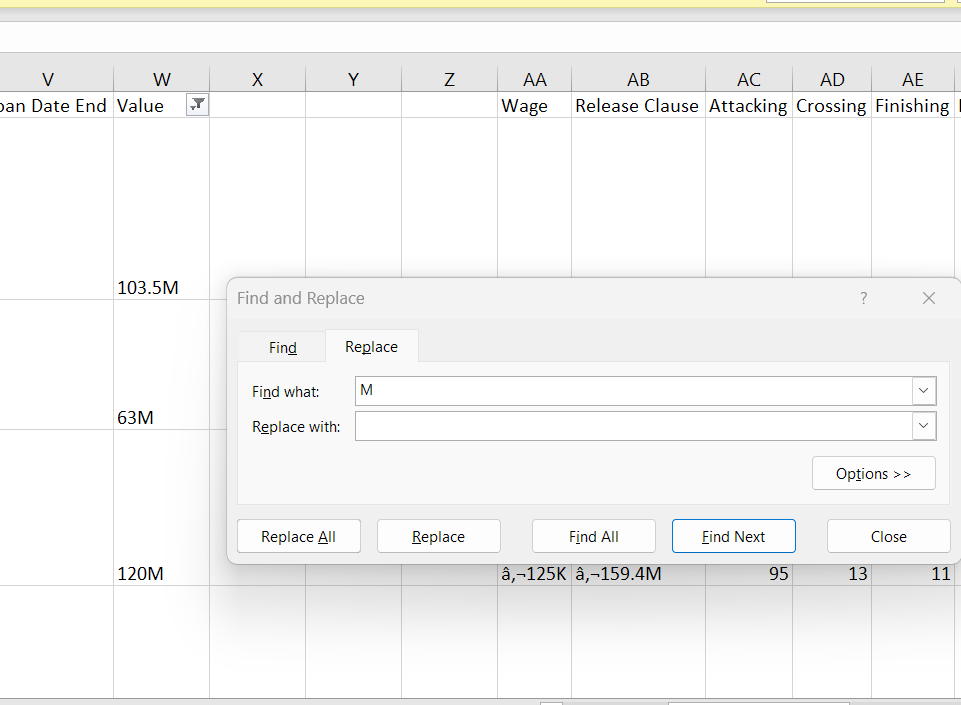 V W X Y Z AA AB AC AD AE
oan Date End Value Wage Release Clause Attacking Crossing Finishing
103.5M
Find and Replace ?
Find Replace
63M
Find what: M
Replace with:
Options >>
Replace All Replace Find All Find Next Close
120M â‚¬125K â‚¬159.4M 95 13 11